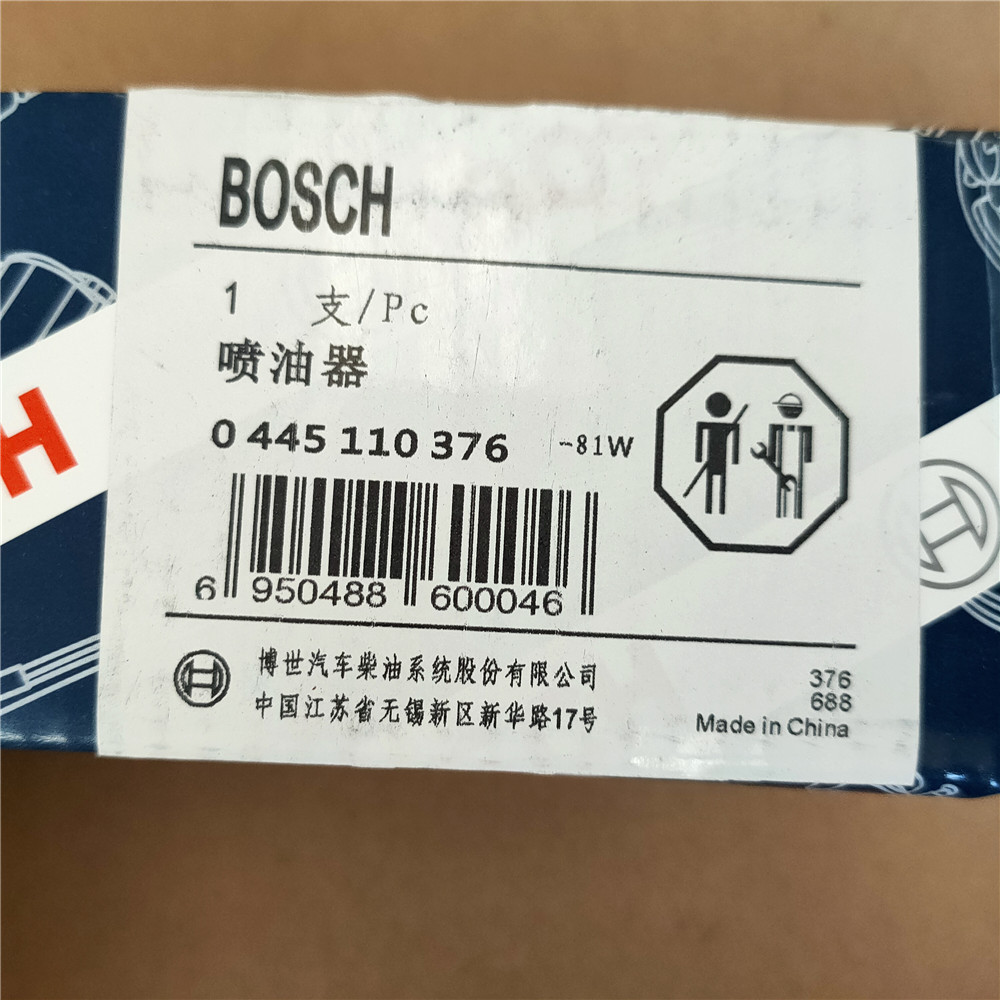 BOSCH
1 支/Pc
喷油器
0 445 110 376 -81W
6 950488 600046
博世汽车柴油系统股份有限公司
中国江苏省无锡新区新华路17号
376
688
Made in China
H